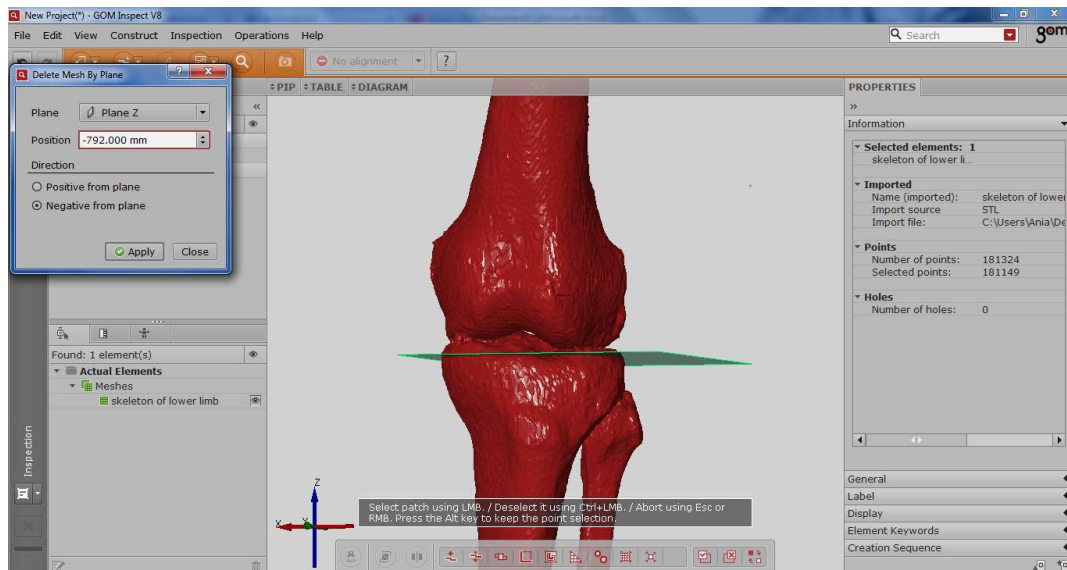 New Project(*) - GOM Inspect V8
File Edit View Construct Inspection Operations Help
Search
gom
No alignment
?
Delete Mesh By Plane
?
Plane
Plane Z
Position
-792.000 mm
Direction
Positive from plane
Negative from plane
Apply
Close
PIP TABLE DIAGRAM
Found: 1 element(s)
Actual Elements
Meshes
skeleton of lower limb
Inspection
Z
Y
X
Select patch using LMB. / Deselect it using Ctrl+LMB. / Abort using Esc or
RMB. Press the Alt key to keep the point selection.
PROPERTIES
Information
Selected elements: 1
skeleton of lower li...
Imported
Name (imported): skeleton of lower
Import source STL
Import file: C:\Users\Ania\De
Points
Number of points: 181324
Selected points: 181149
Holes
Number of holes: 0
General
Label
Display
Element Keywords
Creation Sequence